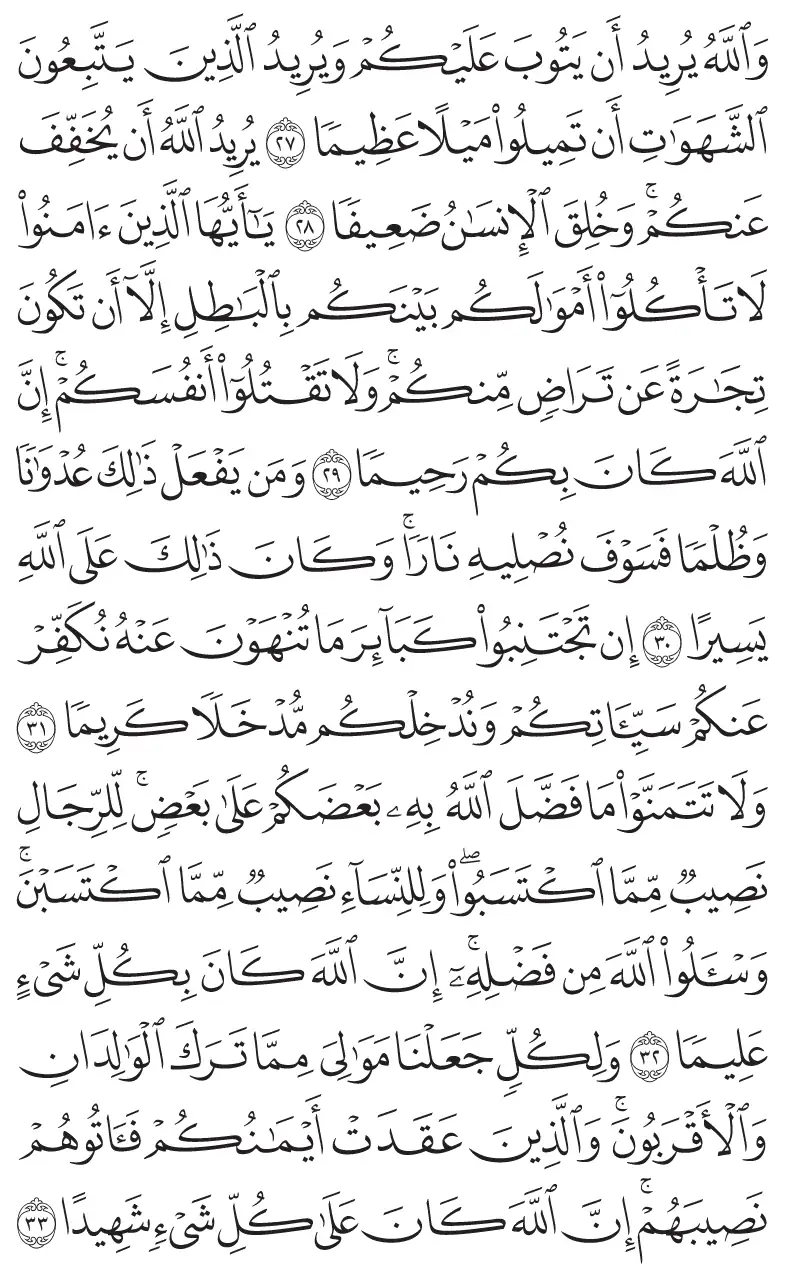 وَٱللَّهُ يُرِيدُ أَن يَتُوبَ عَلَيۡكُمۡ وَيُرِيدُ ٱلَّذِينَ يَتَّبِعُونَ
ٱلشَّهَوَٰتِ أَن تَمِيلُواْ مَيۡلًا عَظِيمٗا ٢٧ يُرِيدُ ٱللَّهُ أَن يُخَفِّفَ
عَنكُمۡۚ وَخُلِقَ ٱلۡإِنسَٰنُ ضَعِيفٗا ٢٨ يَٰٓأَيُّهَا ٱلَّذِينَ ءَامَنُواْ
لَا تَأۡكُلُوٓاْ أَمۡوَٰلَكُم بَيۡنَكُم بِٱلۡبَٰطِلِ إِلَّآ أَن تَكُونَ
تِجَٰرَةً عَن تَرَاضٖ مِّنكُمۡۚ وَلَا تَقۡتُلُوٓاْ أَنفُسَكُمۡۚ إِنَّ
ٱللَّهَ كَانَ بِكُمۡ رَحِيمٗا ٢٩ وَمَن يَفۡعَلۡ ذَٰلِكَ عُدۡوَٰنٗا
وَظُلۡمٗا فَسَوۡفَ نُصۡلِيهِ نَارٗاۚ وَكَانَ ذَٰلِكَ عَلَى ٱللَّهِ
يَسِيرًا ٣٠ إِن تَجۡتَنِبُواْ كَبَآئِرَ مَا تُنۡهَوۡنَ عَنۡهُ نُكَفِّرۡ
عَنكُمۡ سَيِّـَٔاتِكُمۡ وَنُدۡخِلۡكُم مُّدۡخَلٗا كَرِيمٗا ٣١
وَلَا تَتَمَنَّوۡاْ مَا فَضَّلَ ٱللَّهُ بِهِۦ بَعۡضَكُمۡ عَلَىٰ بَعۡضٖۚ لِّلرِّجَالِ
نَصِيبٞ مِّمَّا ٱكۡتَسَبُواْۖ وَلِلنِّسَآءِ نَصِيبٞ مِّمَّا ٱكۡتَسَبۡنَۚ
وَسۡـَٔلُواْ ٱللَّهَ مِن فَضۡلِهِۦٓۚ إِنَّ ٱللَّهَ كَانَ بِكُلِّ شَيۡءٍ
عَلِيمٗا ٣٢ وَلِكُلّٖ جَعَلۡنَا مَوَٰلِيَ مِمَّا تَرَكَ ٱلۡوَٰلِدَانِ
وَٱلۡأَقۡرَبُونَۚ وَٱلَّذِينَ عَقَدَتۡ أَيۡمَٰنُكُمۡ فَـَٔاتُوهُمۡ
نَصِيبَهُمۡۚ إِنَّ ٱللَّهَ كَانَ عَلَىٰ كُلِّ شَيۡءٖ شَهِيدًا ٣٣